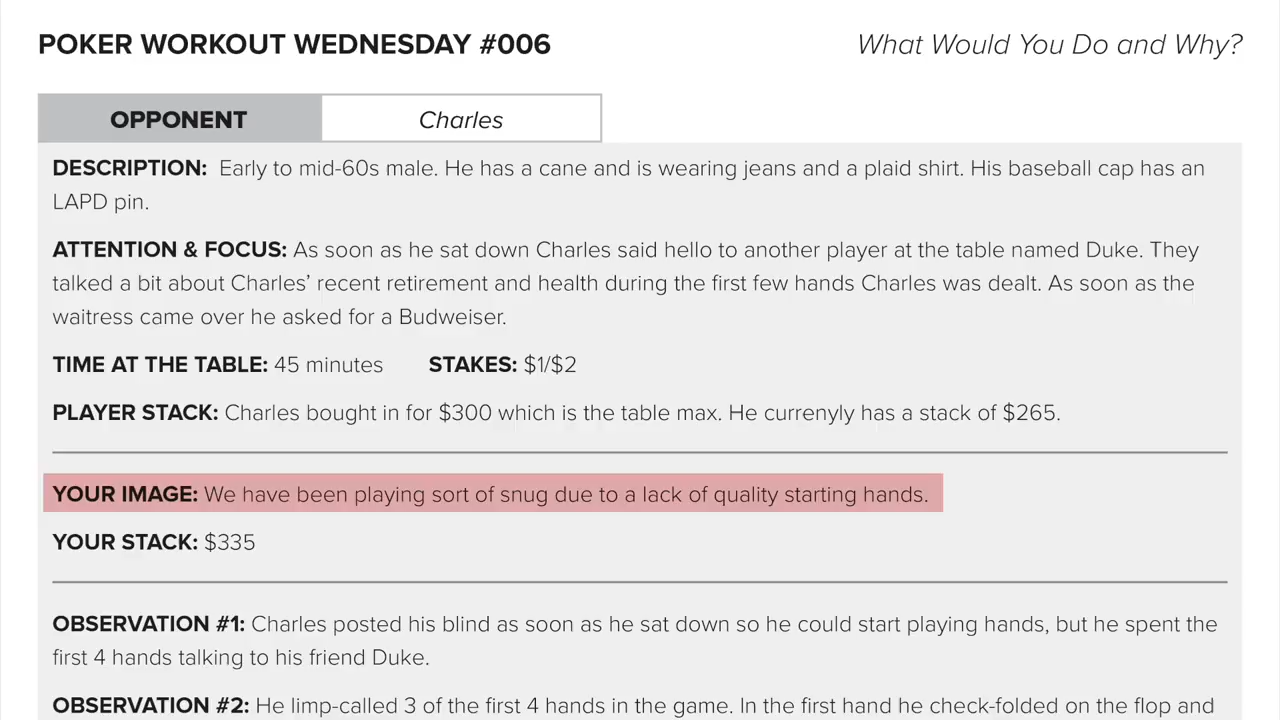 POKER WORKOUT WEDNESDAY #006
What Would You Do and Why?
OPPONENT
Charles
DESCRIPTION: Early to mid-60s male. He has a cane and is wearing jeans and a plaid shirt. His baseball cap has an
LAPD pin.
ATTENTION & FOCUS: As soon as he sat down Charles said hello to another player at the table named Duke. They
talked a bit about Charles’ recent retirement and health during the first few hands Charles was dealt. As soon as the
waitress came over he asked for a Budweiser.
TIME AT THE TABLE: 45 minutes STAKES: $1/$2
PLAYER STACK: Charles bought in for $300 which is the table max. He currenyly has a stack of $265.
YOUR IMAGE: We have been playing sort of snug due to a lack of quality starting hands.
YOUR STACK: $335
OBSERVATION #1: Charles posted his blind as soon as he sat down so he could start playing hands, but he spent the
first 4 hands talking to his friend Duke.
OBSERVATION #2: He limp-called 3 of the first 4 hands in the game. In the first hand he check-folded on the flop and